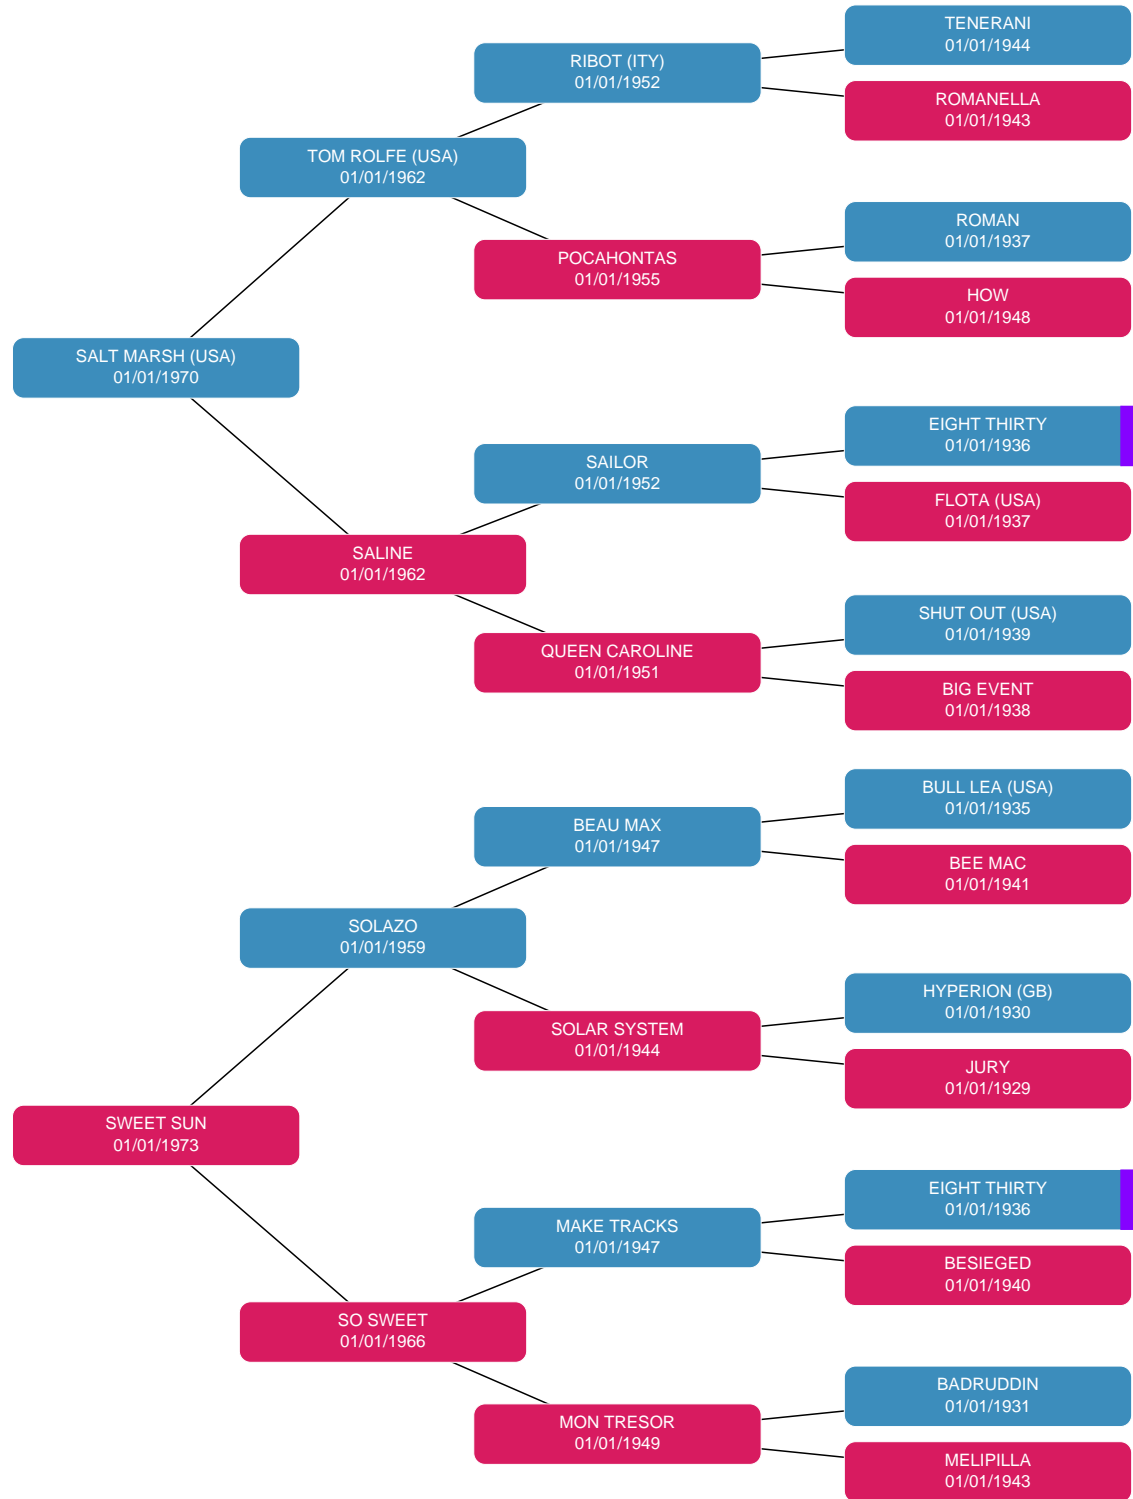 TENERANI
01/01/1944
RIBOT (ITY)
01/01/1952
ROMANELLA
01/01/1943
TOM ROLFE (USA)
01/01/1962
ROMAN
01/01/1937
POCAHONTAS
01/01/1955
HOW
01/01/1948
SALT MARSH (USA)
01/01/1970
EIGHT THIRTY
01/01/1936
SAILOR
01/01/1952
FLOTA (USA)
01/01/1937
SALINE
01/01/1962
SHUT OUT (USA)
01/01/1939
QUEEN CAROLINE
01/01/1951
BIG EVENT
01/01/1938
BULL LEA (USA)
01/01/1935
BEAU MAX
01/01/1947
BEE MAC
01/01/1941
SOLAZO
01/01/1959
HYPERION (GB)
01/01/1930
SOLAR SYSTEM
01/01/1944
JURY
01/01/1929
SWEET SUN
01/01/1973
EIGHT THIRTY
01/01/1936
MAKE TRACKS
01/01/1947
BESIEGED
01/01/1940
SO SWEET
01/01/1966
BADRUDDIN
01/01/1931
MON TRESOR
01/01/1949
MELIPILLA
01/01/1943